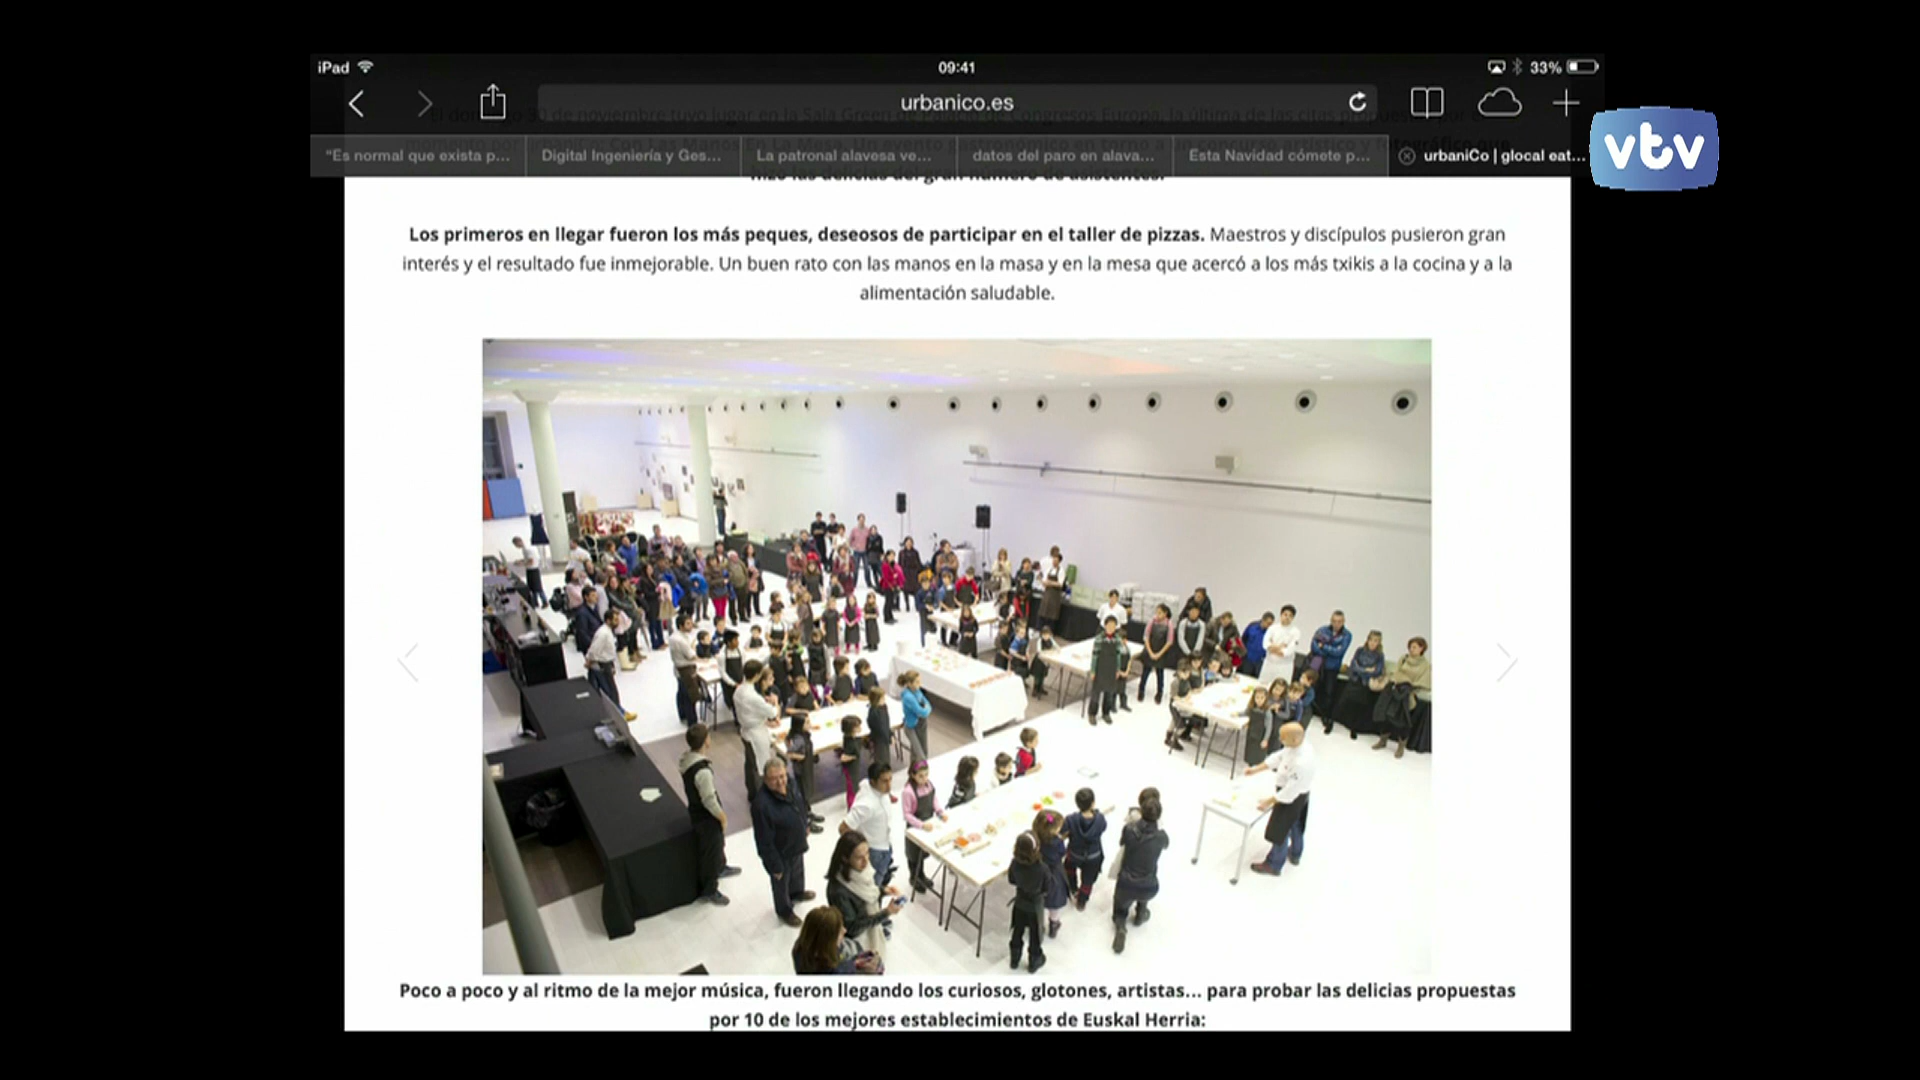 iPad
09:41
33%
urbanico.es
"Es normal que exista p...
Digital Ingeniería y Ges...
La patronal alavesa ve...
datos del paro en alava...
Esta Navidad cómete p...
urbaniCo | glocal eat...
vtv
Los primeros en llegar fueron los más peques, deseosos de participar en el taller de pizzas. Maestros y discípulos pusieron gran
interés y el resultado fue inmejorable. Un buen rato con las manos en la masa y en la mesa que acercó a los más txikis a la cocina y a la
alimentación saludable.
Poco a poco y al ritmo de la mejor música, fueron llegando los curiosos, glotones, artistas... para probar las delicias propuestas
por 10 de los mejores establecimientos de Euskal Herria: